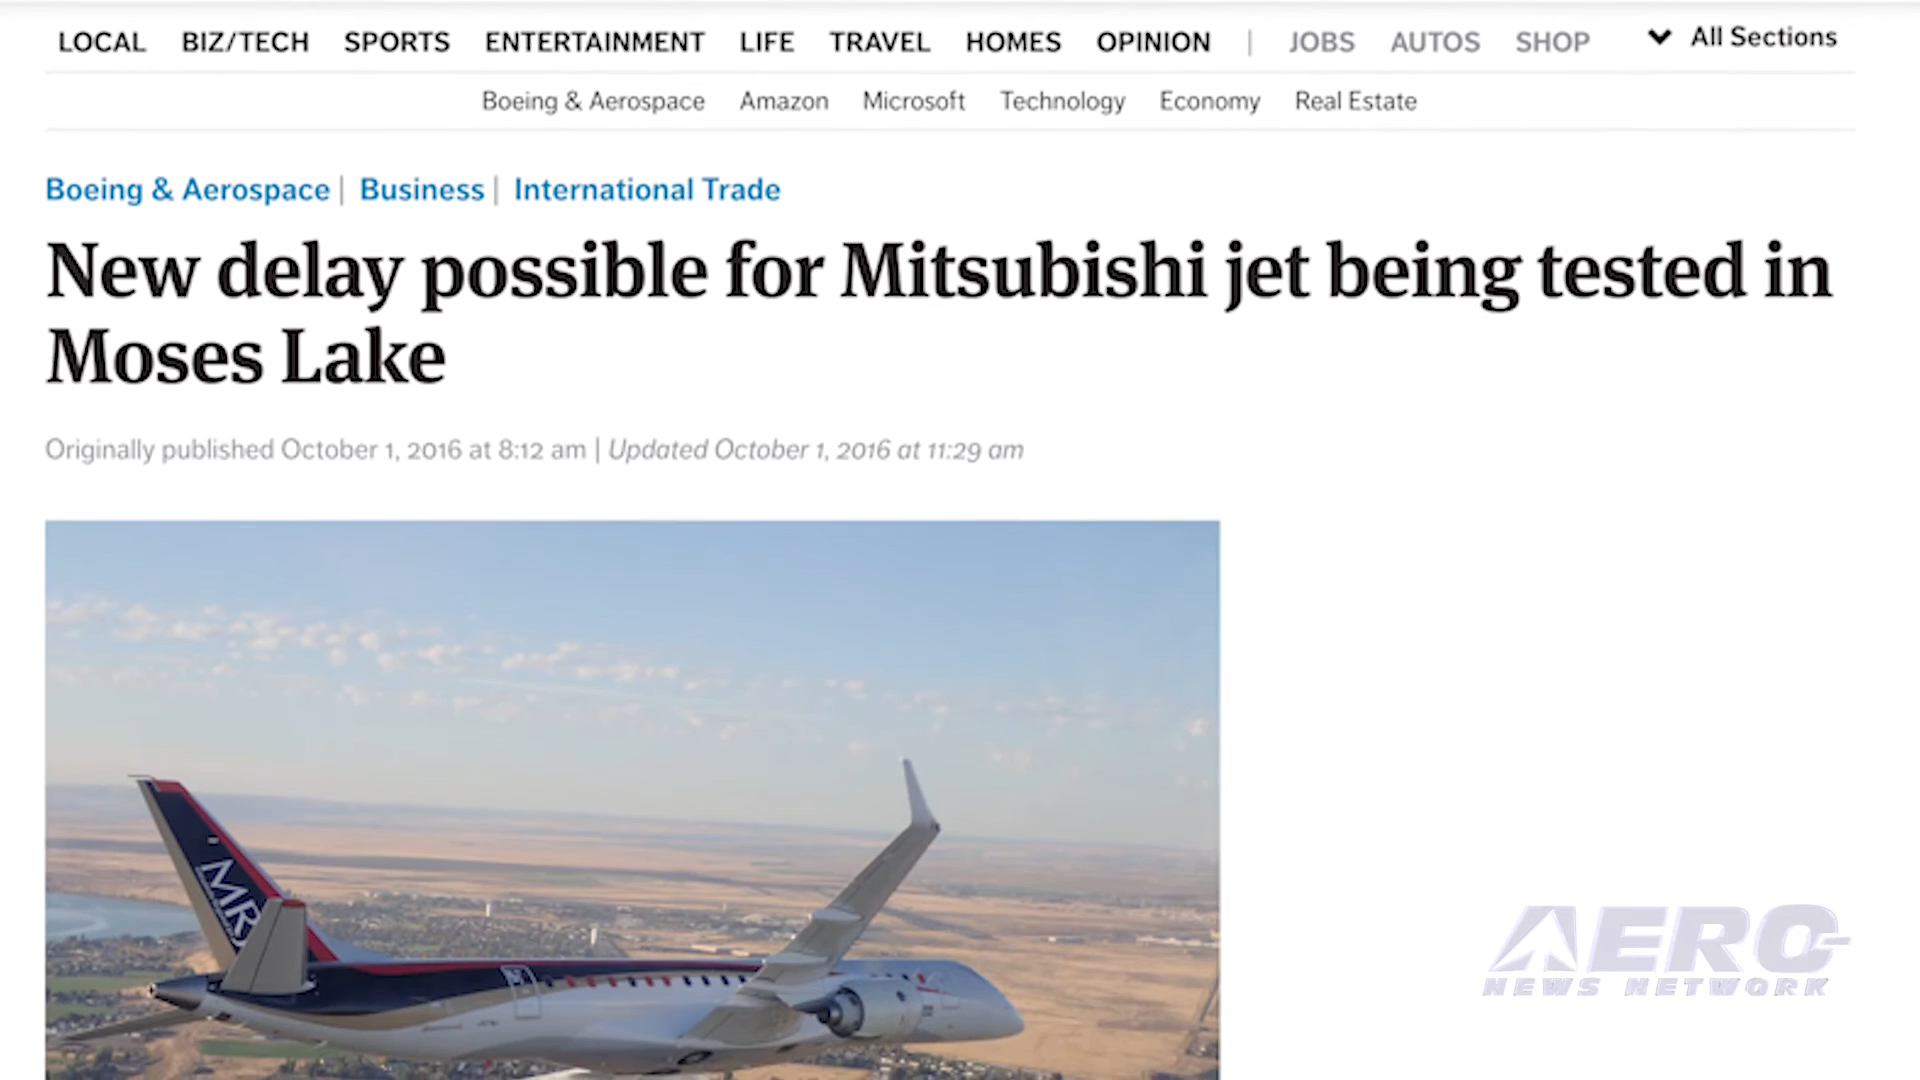 LOCAL BIZ/TECH SPORTS ENTERTAINMENT LIFE TRAVEL HOMES OPINION | JOBS AUTOS SHOP All Sections
Boeing & Aerospace Amazon Microsoft Technology Economy Real Estate
Boeing & Aerospace | Business | International Trade
New delay possible for Mitsubishi jet being tested in
Moses Lake
Originally published October 1, 2016 at 8:12 am | Updated October 1, 2016 at 11:29 am
MRJ
AERO
NEWS NETWORK